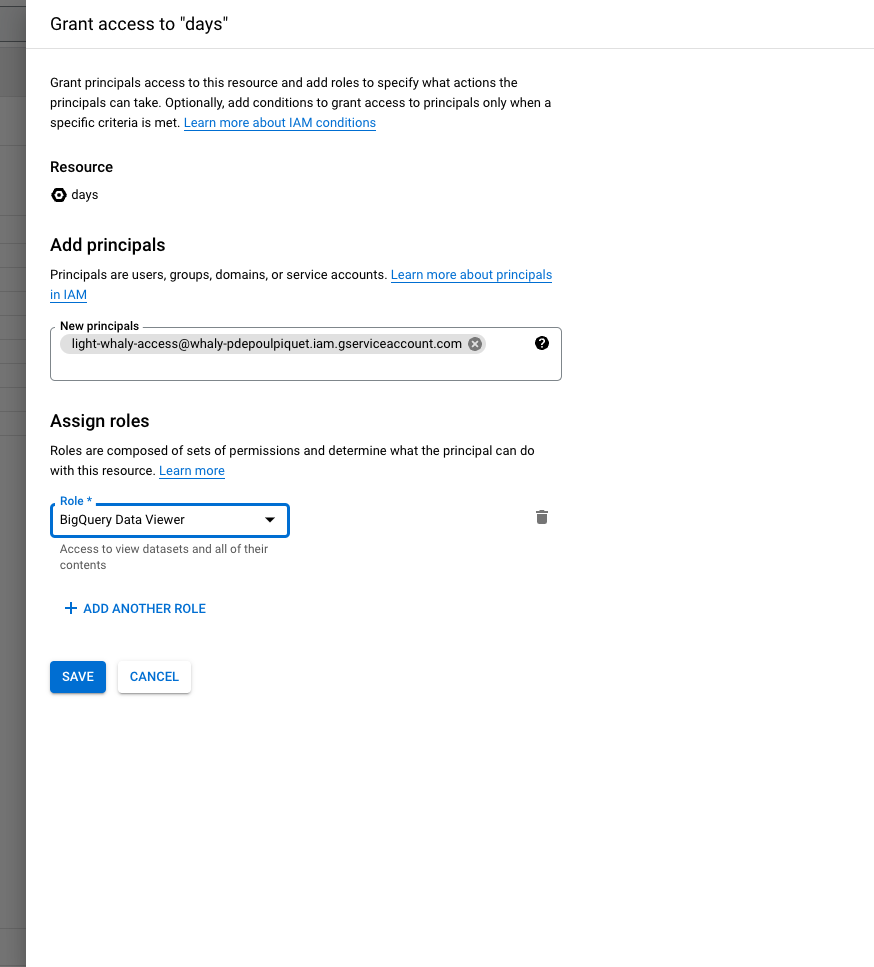 Grant access to "days"
Grant principals access to this resource and add roles to specify what actions the
principals can take. Optionally, add conditions to grant access to principals only when a
specific criteria is met. Learn more about IAM conditions
Resource
days
Add principals
Principals are users, groups, domains, or service accounts. Learn more about principals
in IAM
New principals
light-whaly-access@whaly-pdepoulpiquet.iam.gserviceaccount.com
Assign roles
Roles are composed of sets of permissions and determine what the principal can do
with this resource. Learn more
Role *
BigQuery Data Viewer
Access to view datasets and all of their
contents
+ ADD ANOTHER ROLE
SAVE CANCEL